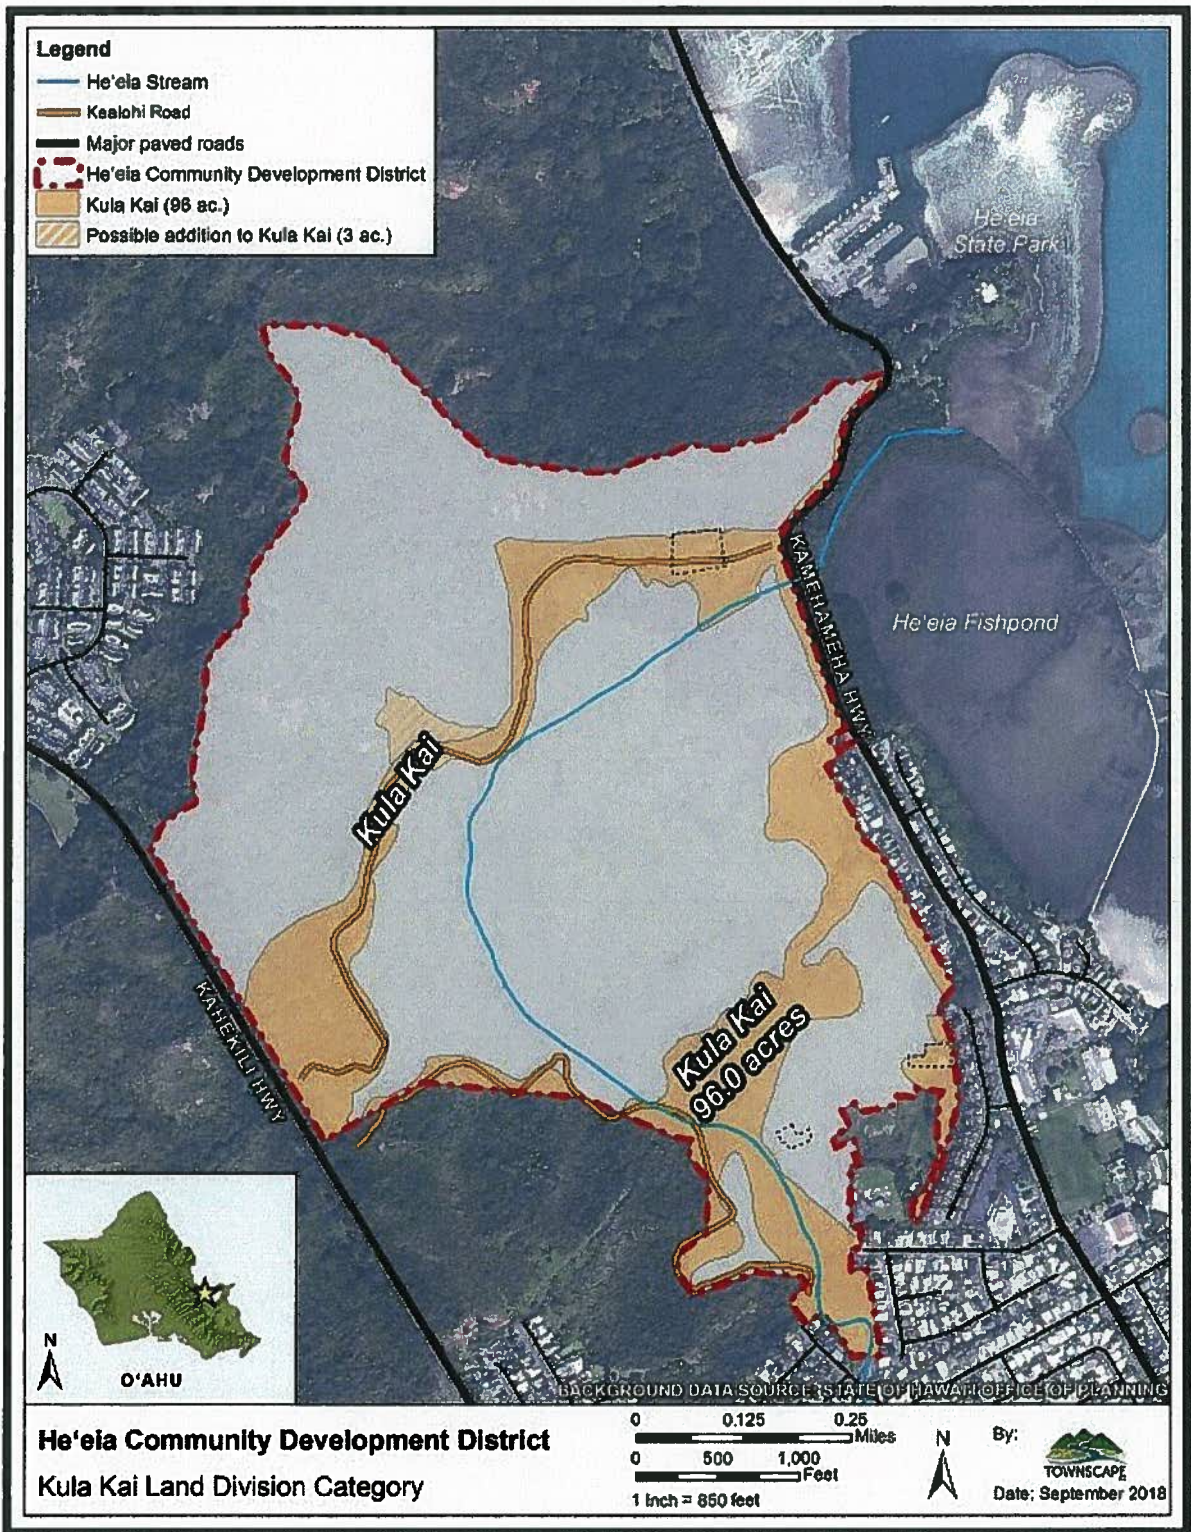 Legend
He‘eia Stream
Kealohi Road
Major paved roads
He‘eia Community Development District
Kula Kai (96 ac.)
Possible addition to Kula Kai (3 ac.)
He‘eia
State Park
KAMEHAMEHA HWY
He‘eia Fishpond
Kula Kai
KAHEKILI HWY
Kula Kai
96.0 acres
N
O‘AHU
BACKGROUND DATA SOURCE: STATE OF HAWAI‘I OFFICE OF PLANNING
He‘eia Community Development District
Kula Kai Land Division Category
0 0.125 0.25
Miles
0 500 1,000
Feet
1 inch = 850 feet
N
By:
TOWNSCAPE
Date: September 2018